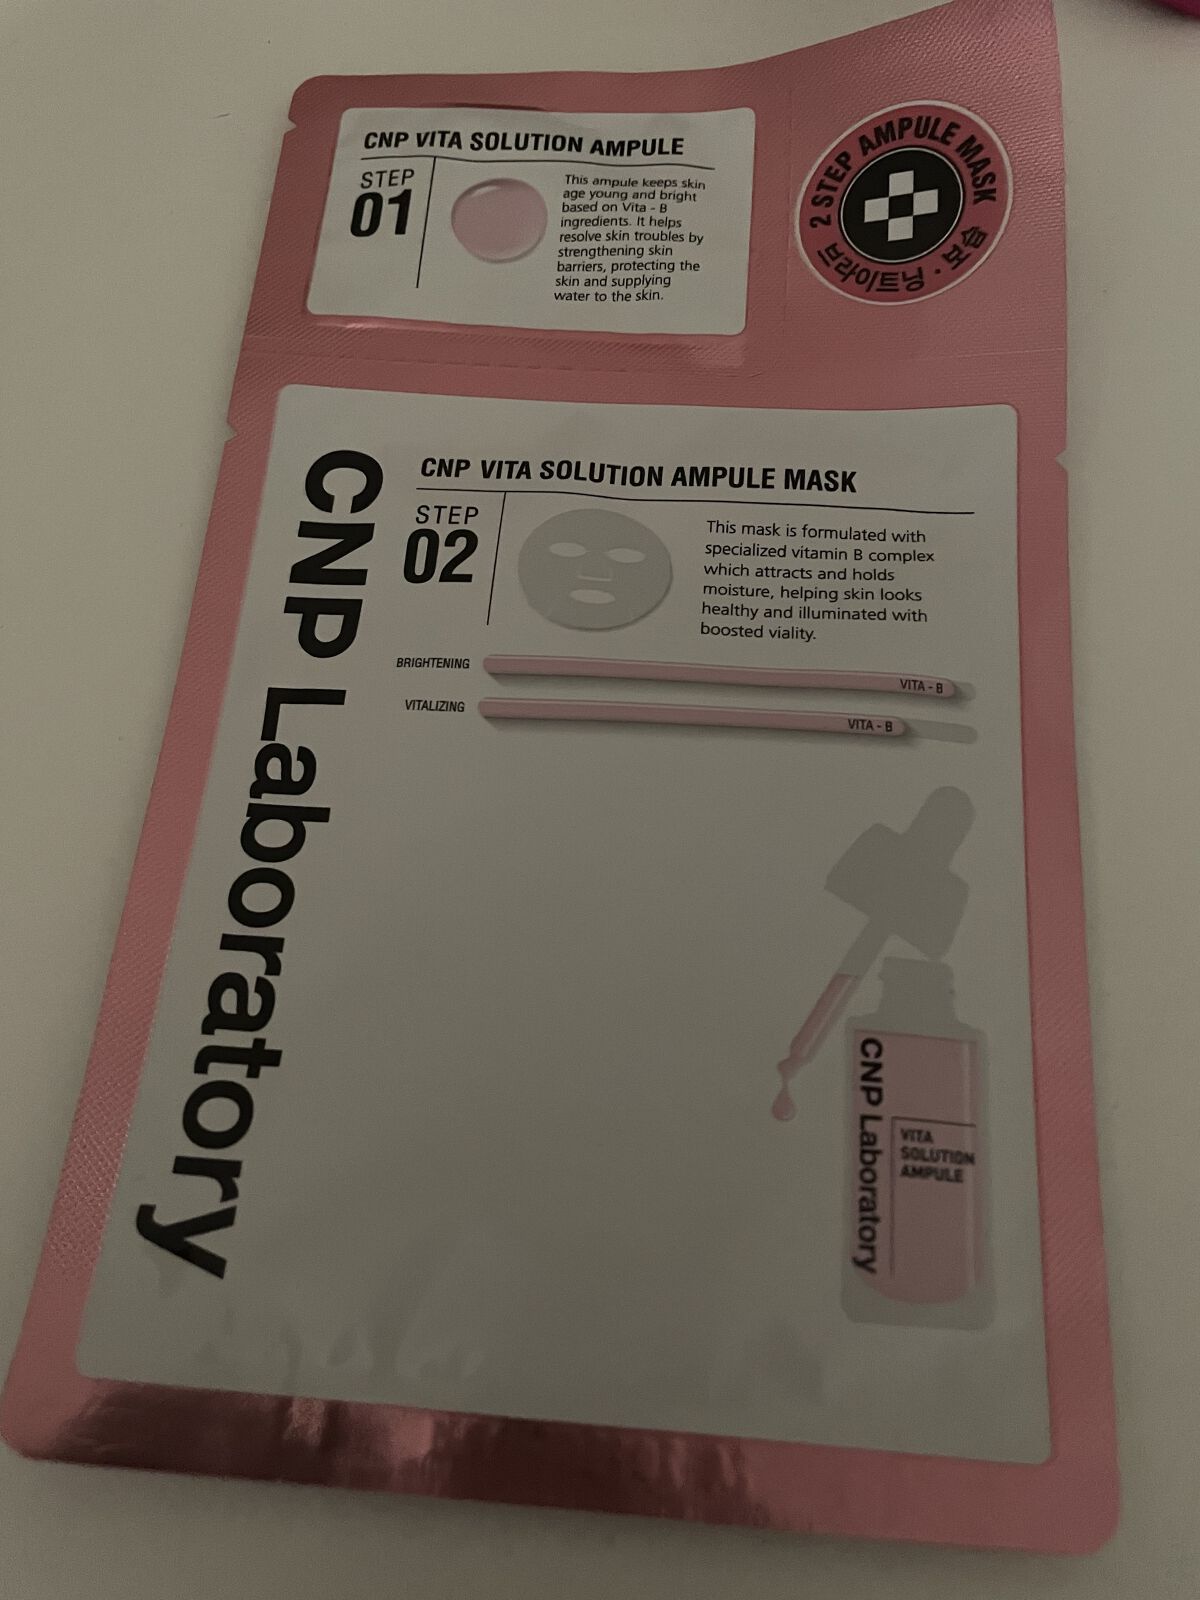 CNP VITA SOLUTION AMPULE
STEP
01
This ampule keeps skin
age young and bright
based on Vita - B
ingredients. It helps
resolve skin troubles by
strengthening skin
barriers, protecting the
skin and supplying
water to the skin.
2 STEP AMPULE MASK
브라이트닝 · 보습
CNP Laboratory
CNP VITA SOLUTION AMPULE MASK
STEP
02
This mask is formulated with
specialized vitamin B complex
which attracts and holds
moisture, helping skin looks
healthy and illuminated with
boosted viality.
BRIGHTENING
VITA - B
VITALIZING
VITA - B
CNP Laboratory
VITA
SOLUTION
AMPULE